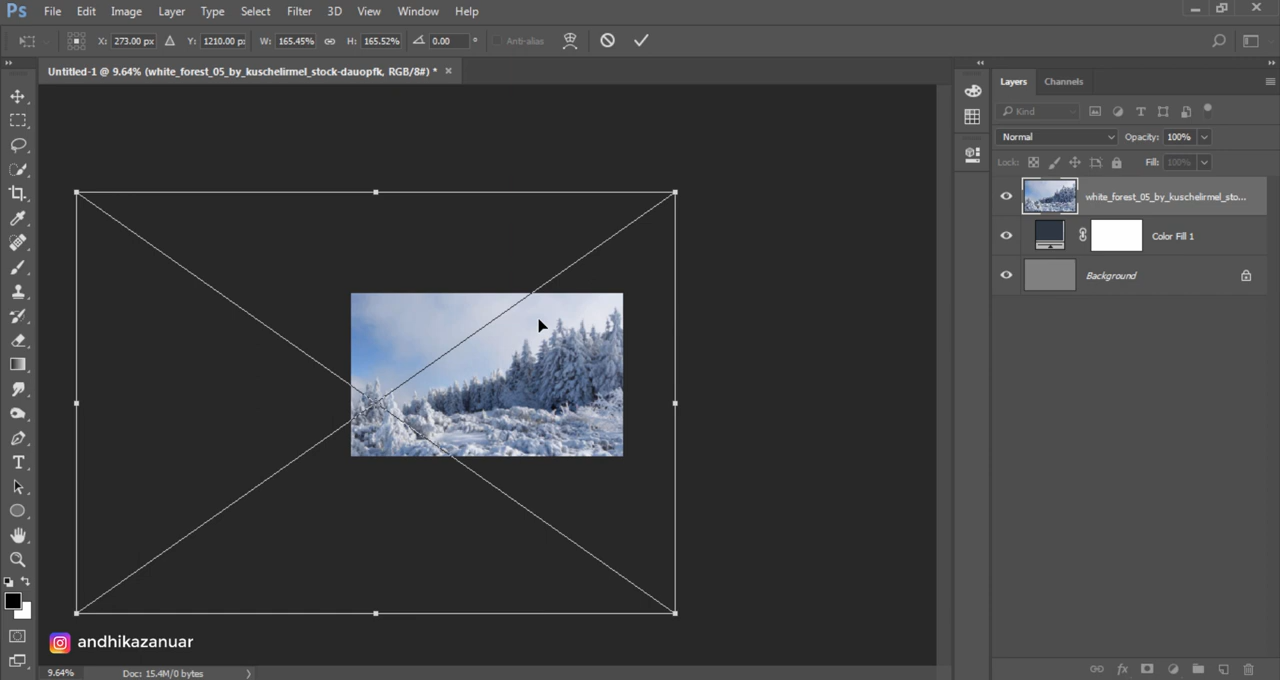 Ps File Edit Image Layer Type Select Filter 3D View Window Help
X: 273.00 px Y: 1210.00 p: W: 165.45% H: 165.52% 0.00 ° Anti-alias
Untitled-1 @ 9.64% (white_forest_05_by_kuschelirmel_stock-dauopfk, RGB/8#) * ×
Layers Channels
Kind
Normal Opacity: 100%
Lock: Fill: 100%
white_forest_05_by_kuschelirmel_sto...
Color Fill 1
Background
andhikazanuar
9.64% Doc: 15.4M/0 bytes